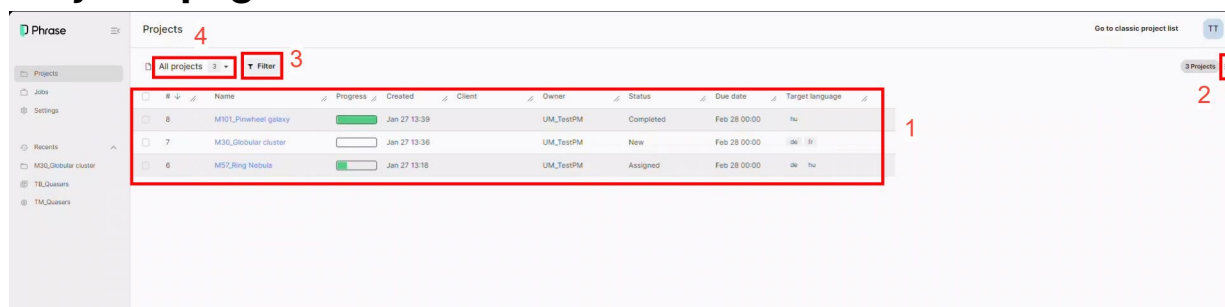 Phrase
Projects
4
Go to classic project list
TT
All projects 3
Filter
3
3 Projects
2
Projects
Jobs
Settings
# Name Progress Created Client Owner Status Due date Target language
8 M101_Pinwheel galaxy Jan 27 13:39 UM_TestPM Completed Feb 28 00:00 hu
1
7 M30_Globular cluster Jan 27 13:36 UM_TestPM New Feb 28 00:00 de fr
6 M57_Ring Nebula Jan 27 13:18 UM_TestPM Assigned Feb 28 00:00 de hu
Recents
M30_Globular cluster
TB_Quasars
TM_Quasars